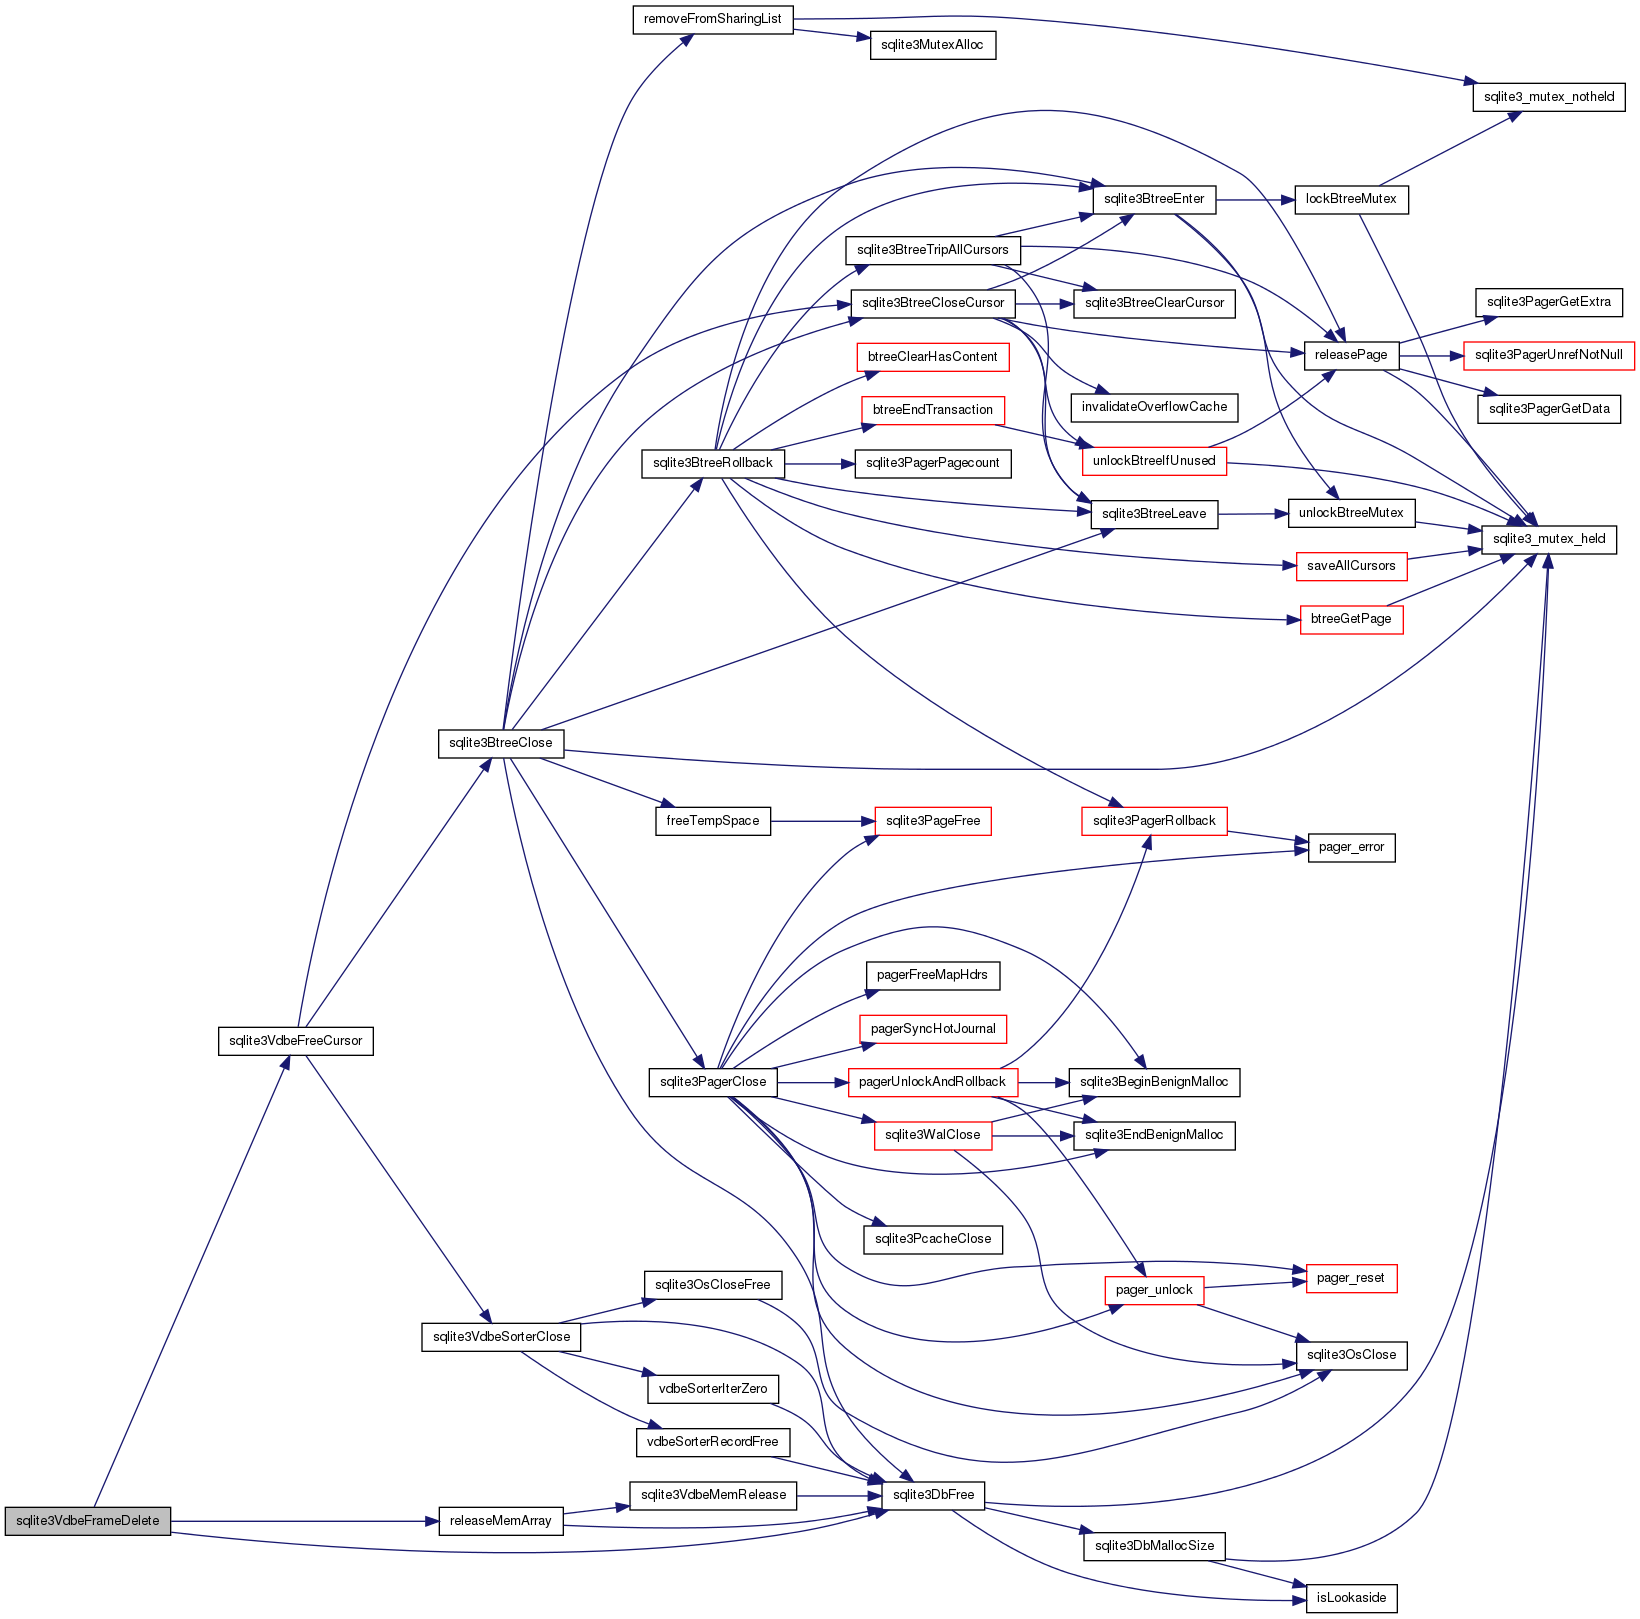 removeFromSharingList
sqlite3MutexAlloc
sqlite3_mutex_notheld
sqlite3BtreeEnter
lockBtreeMutex
sqlite3BtreeTripAllCursors
sqlite3BtreeCloseCursor
sqlite3BtreeClearCursor
sqlite3PagerGetExtra
btreeClearHasContent
releasePage
sqlite3PagerUnrefNotNull
btreeEndTransaction
invalidateOverflowCache
sqlite3PagerGetData
sqlite3BtreeRollback
sqlite3PagerPagecount
unlockBtreeIfUnused
sqlite3BtreeLeave
unlockBtreeMutex
sqlite3_mutex_held
saveAllCursors
btreeGetPage
sqlite3BtreeClose
freeTempSpace
sqlite3PageFree
sqlite3PagerRollback
pager_error
pagerFreeMapHdrs
pagerSyncHotJournal
sqlite3VdbeFreeCursor
sqlite3PagerClose
pagerUnlockAndRollback
sqlite3BeginBenignMalloc
sqlite3WalClose
sqlite3EndBenignMalloc
sqlite3PcacheClose
sqlite3OsCloseFree
pager_unlock
pager_reset
sqlite3VdbeSorterClose
sqlite3OsClose
vdbeSorterIterZero
vdbeSorterRecordFree
sqlite3VdbeMemRelease
sqlite3DbFree
sqlite3VdbeFrameDelete
releaseMemArray
sqlite3DbMallocSize
isLookaside